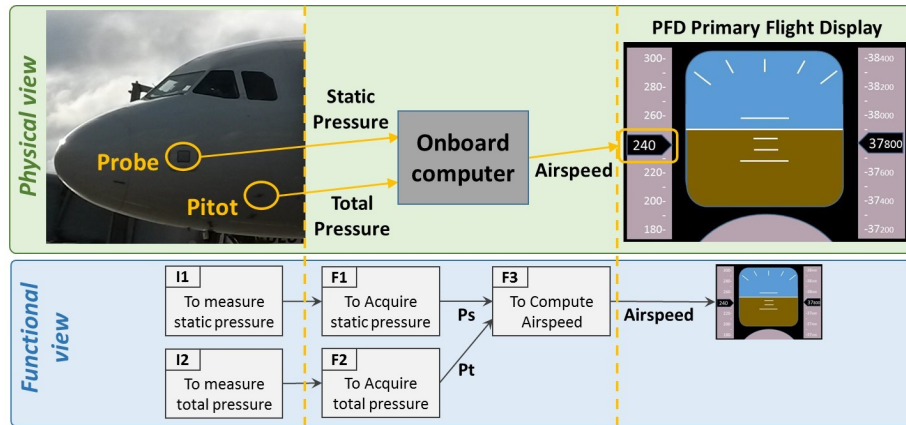 Physical view
PFD Primary Flight Display
Static
Pressure
Probe
Pitot
Total
Pressure
Onboard
computer
Airspeed
300-
280-
260-
240
220-
200-
180-
-38400
-38200
-38000
37800
-37600
-37400
-37200
Functional
view
I1
To measure
static pressure
F1
To Acquire
static pressure
Ps
F3
To Compute
Airspeed
Airspeed
I2
To measure
total pressure
F2
To Acquire
total pressure
Pt
240